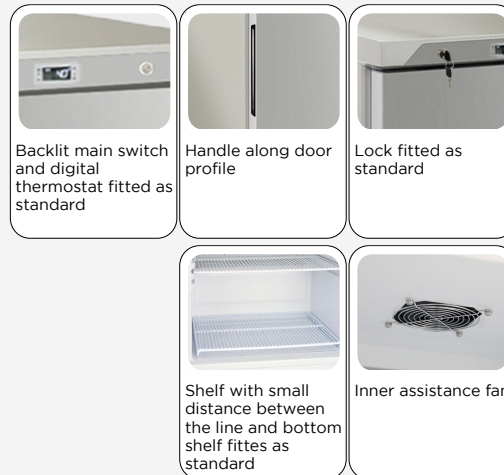 Backlit main switch
and digital
thermostat fitted as
standard
Handle along door
profile
Lock fitted as
standard
Shelf with small
distance between
the line and bottom
shelf fittes as
standard
Inner assistance fan